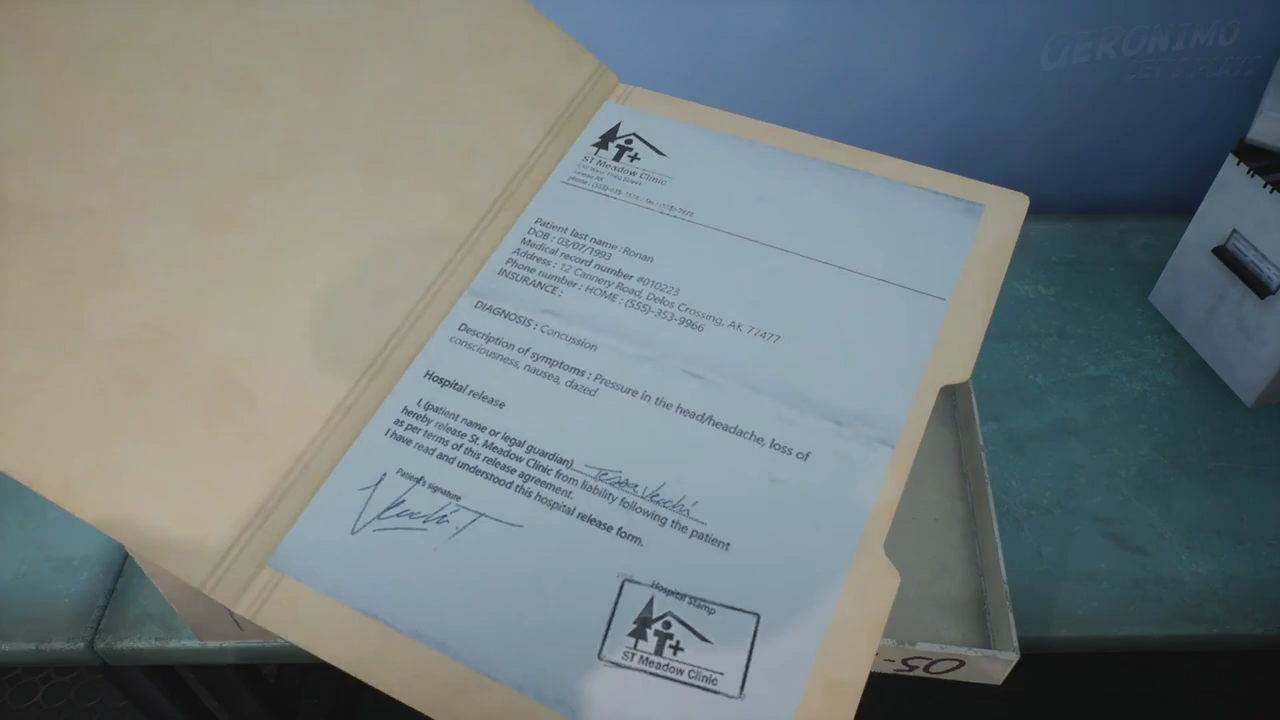 GERONIMO
ST Meadow Clinic
Patient last name : Ronan
DOB : 03/07/1993
Medical record number #010223
Address : 12 Cannery Road, Delos Crossing, AK 77477
Phone number : HOME : (555)-353-9966
INSURANCE :
DIAGNOSIS : Concussion
Description of symptoms : Pressure in the head/headache, loss of
consciousness, nausea, dazed
Hospital release
I, (patient name or legal guardian) Tessa Vecchi
hereby release St. Meadow Clinic from liability following the patient
as per terms of this release agreement.
I have read and understood this hospital release form.
Patient's signature
Vecchi.T
Hospital Stamp
ST Meadow Clinic